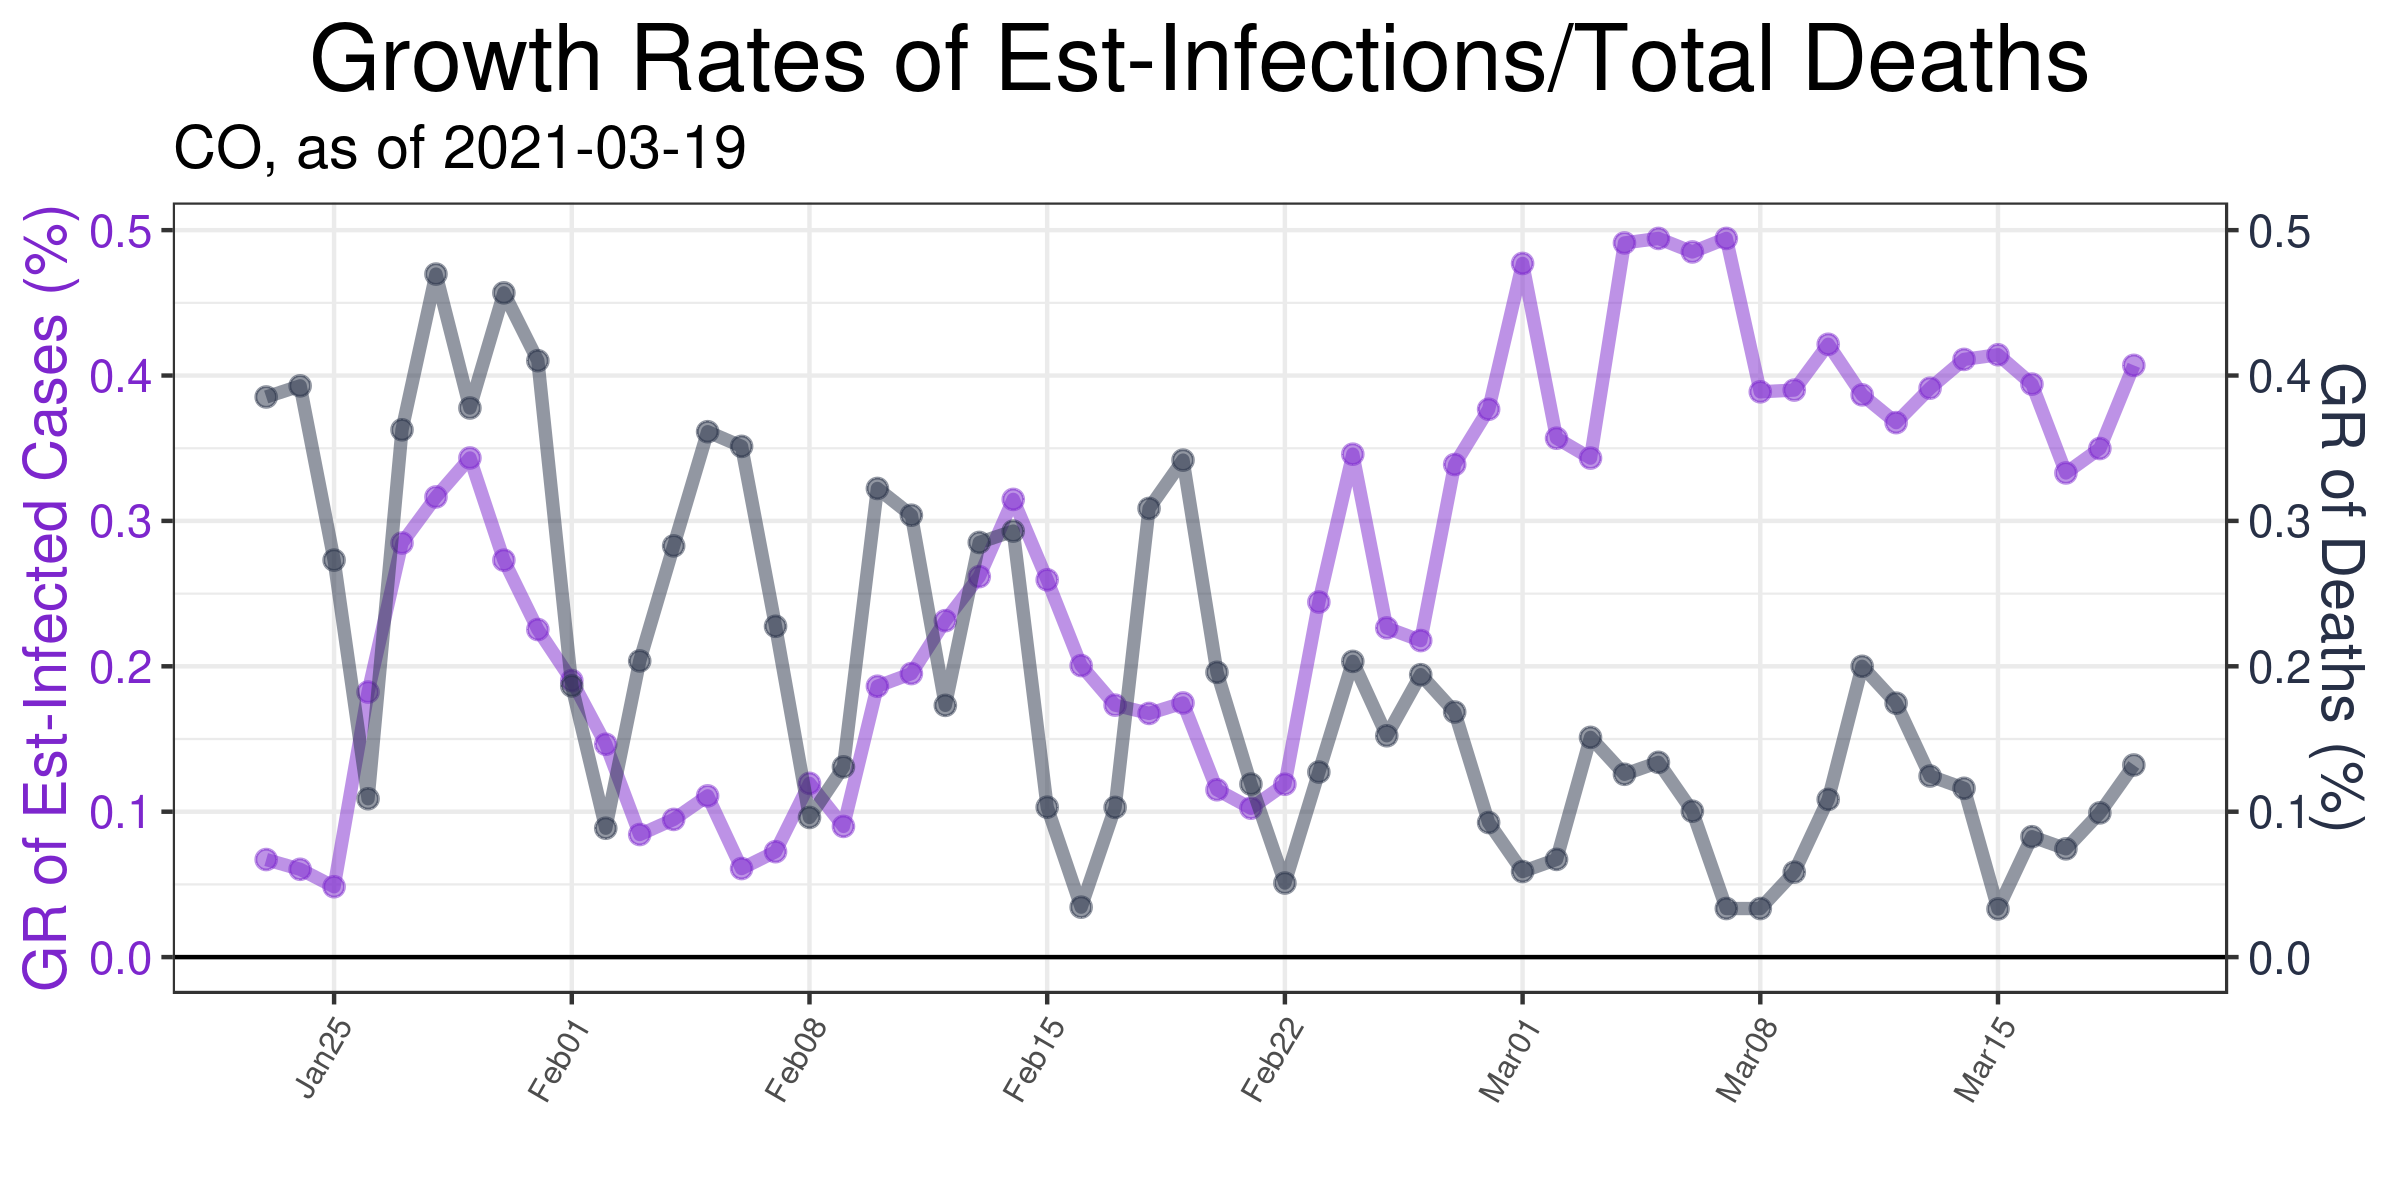 Growth Rates of Est-Infections/Total Deaths
CO, as of 2021-03-19
GR of Est-Infected Cases (%)
0.5
0.4
0.3
0.2
0.1
0.0
0.5
0.4
0.3
0.2
0.1
0.0
GR of Deaths (%)
Jan25
Feb01
Feb08
Feb15
Feb22
Mar01
Mar08
Mar15